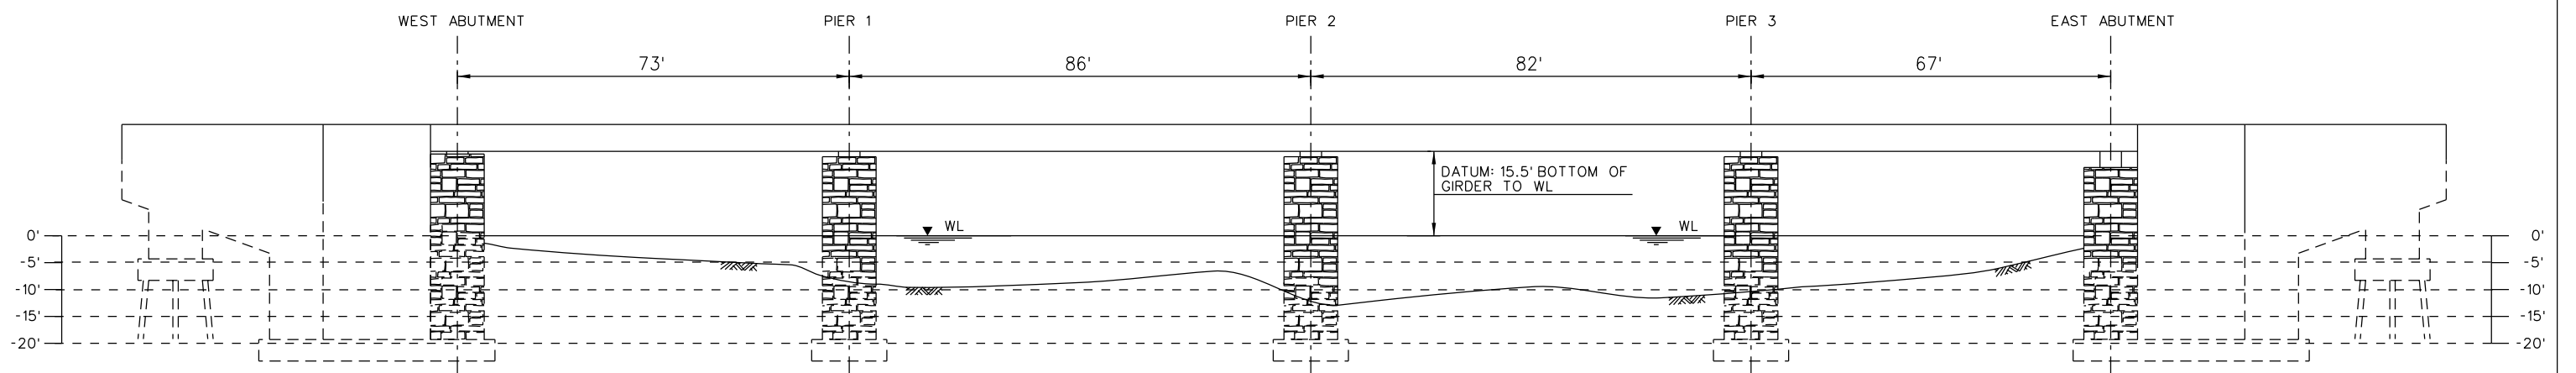 WEST ABUTMENT
PIER 1
PIER 2
PIER 3
EAST ABUTMENT
73'
86'
82'
67'
DATUM: 15.5' BOTTOM OF
GIRDER TO WL
WL
WL
0'
-5'
-10'
-15'
-20'
0'
-5'
-10'
-15'
-20'